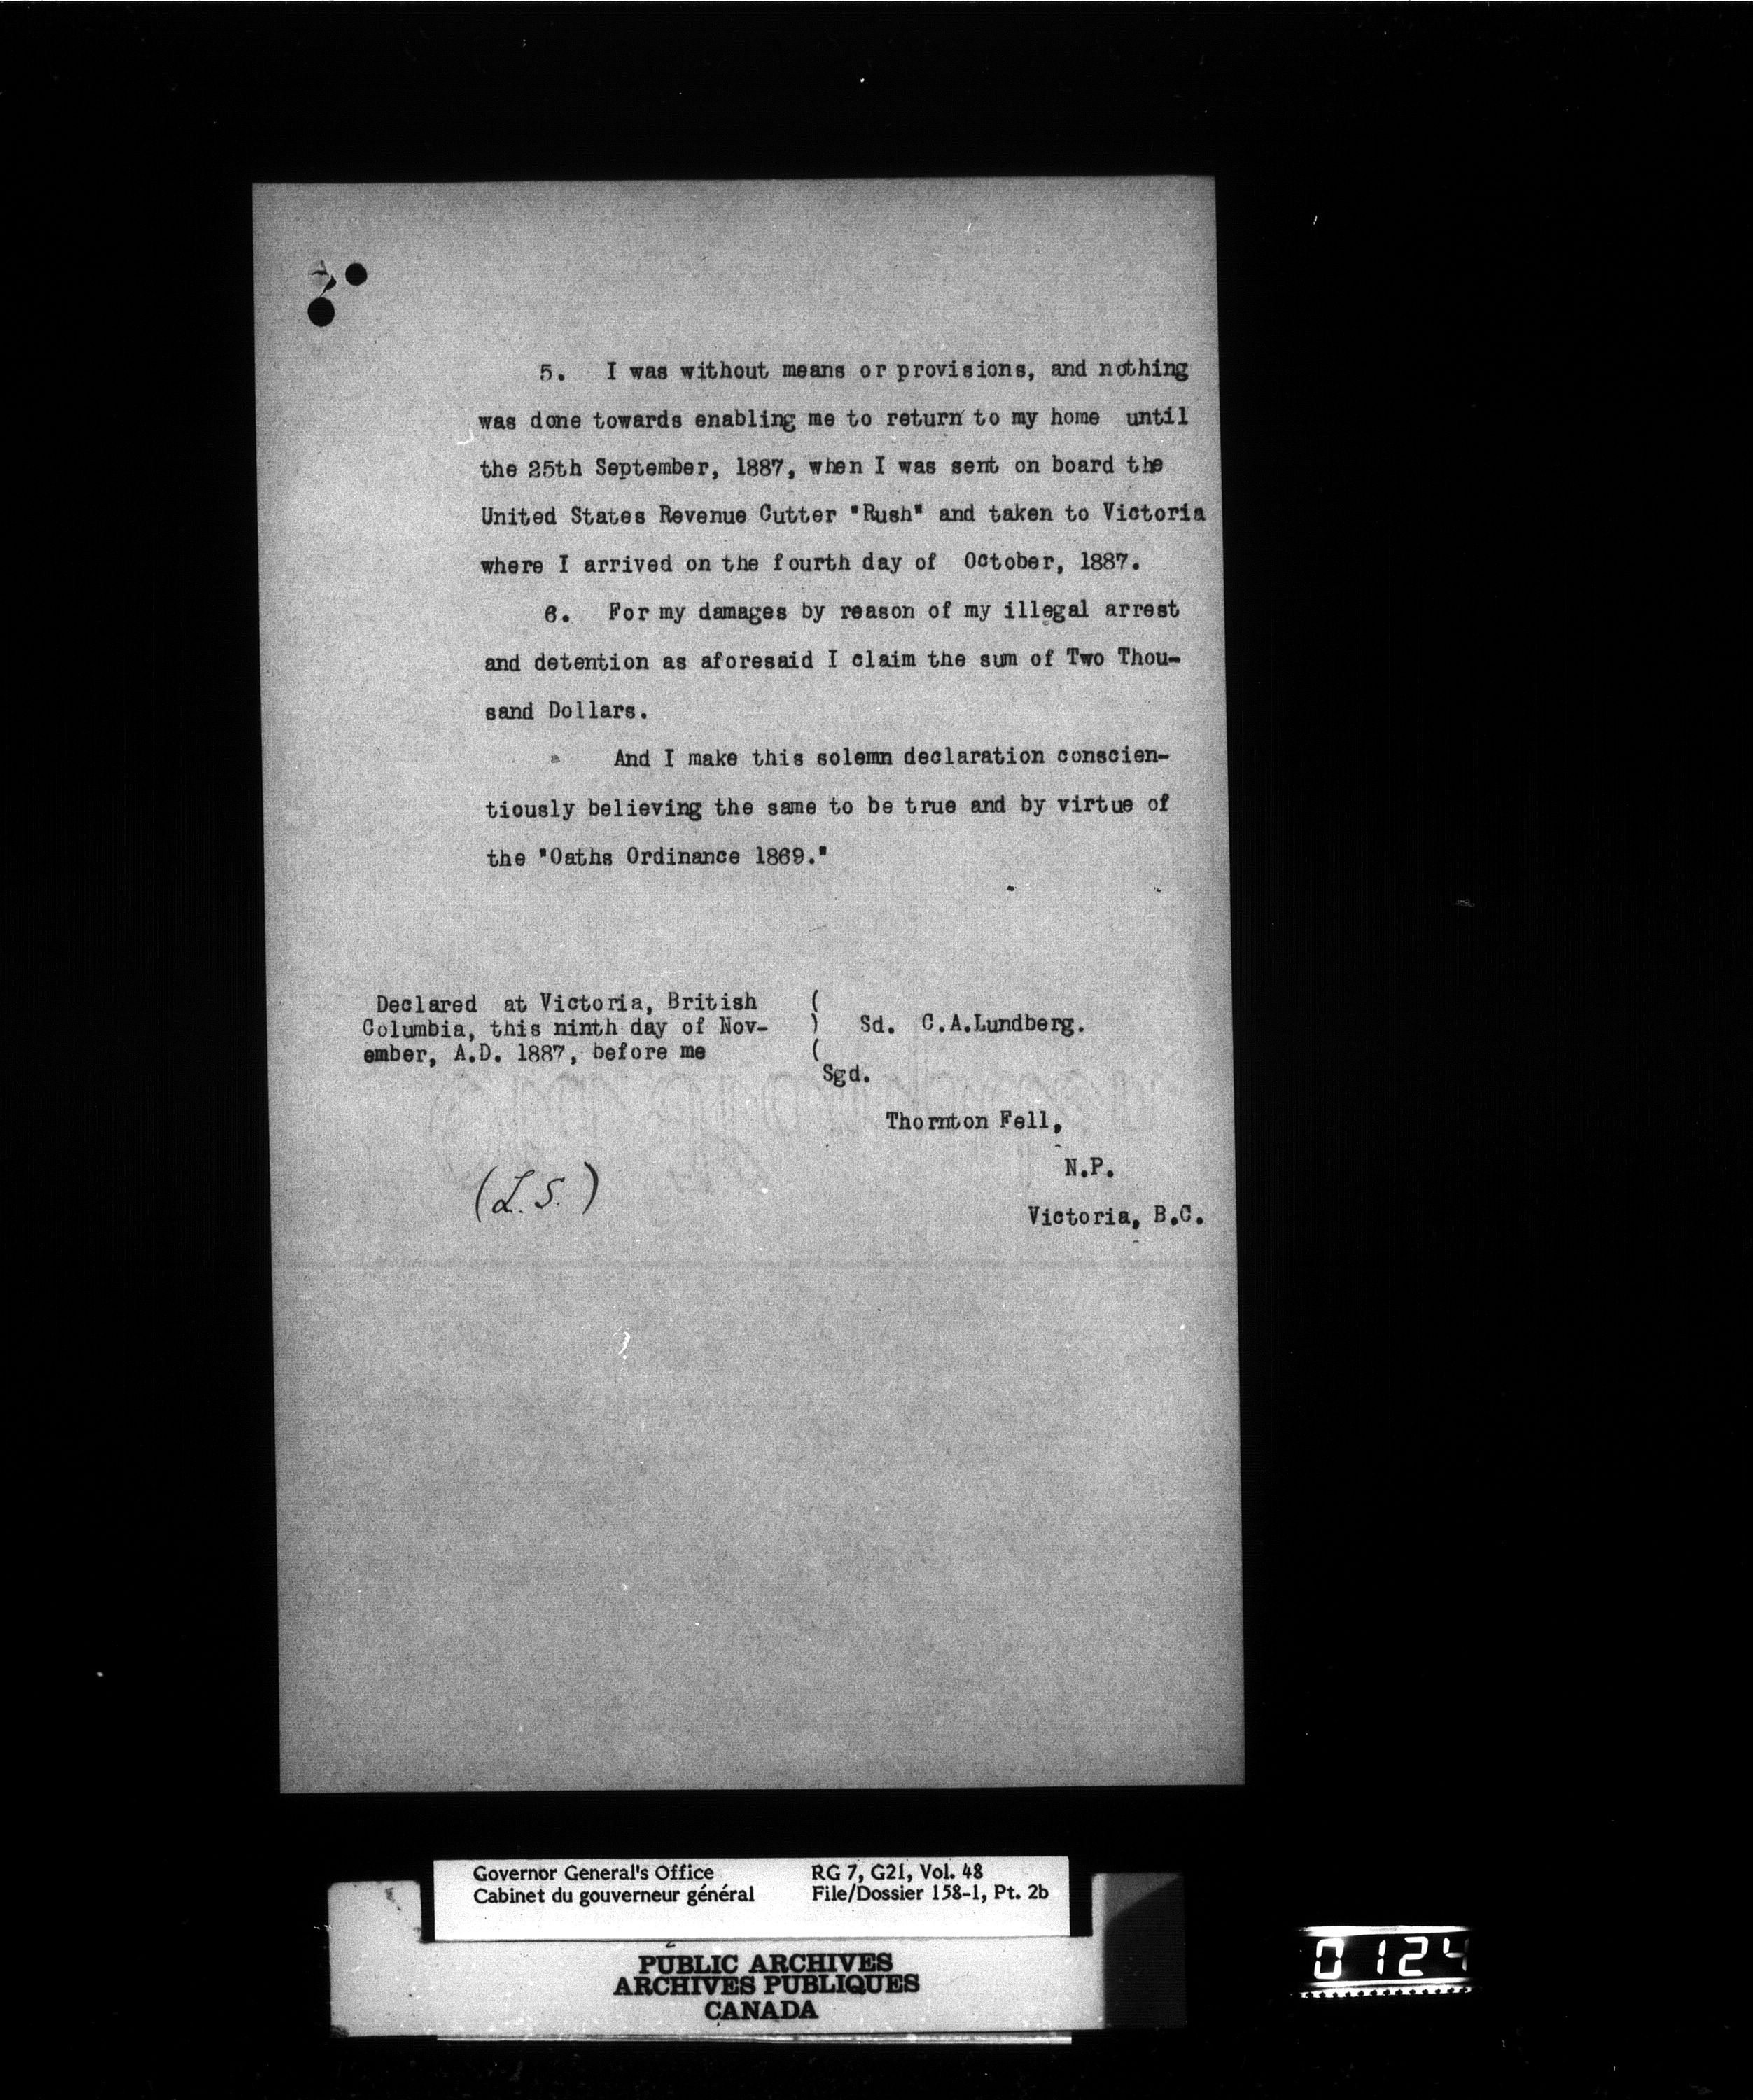 5. I was without means or provisions, and nothing
was done towards enabling me to return to my home until
the 25th September, 1887, when I was sent on board the
United States Revenue Cutter "Rush" and taken to Victoria
where I arrived on the fourth day of October, 1887.
6. For my damages by reason of my illegal arrest
and detention as aforesaid I claim the sum of Two Thou-
sand Dollars.
And I make this solemn declaration conscien-
tiously believing the same to be true and by virtue of
the "Oaths Ordinance 1869."
Declared at Victoria, British (
Columbia, this ninth day of Nov- ) Sd. C.A.Lundberg.
ember, A.D. 1887, before me (
Sgd.
Thornton Fell,
N.P.
(L.S.)
Victoria, B.C.
Governor General's Office RG 7, G21, Vol. 48
Cabinet du gouverneur général File/Dossier 158-1, Pt. 2b
PUBLIC ARCHIVES
ARCHIVES PUBLIQUES
CANADA
0124